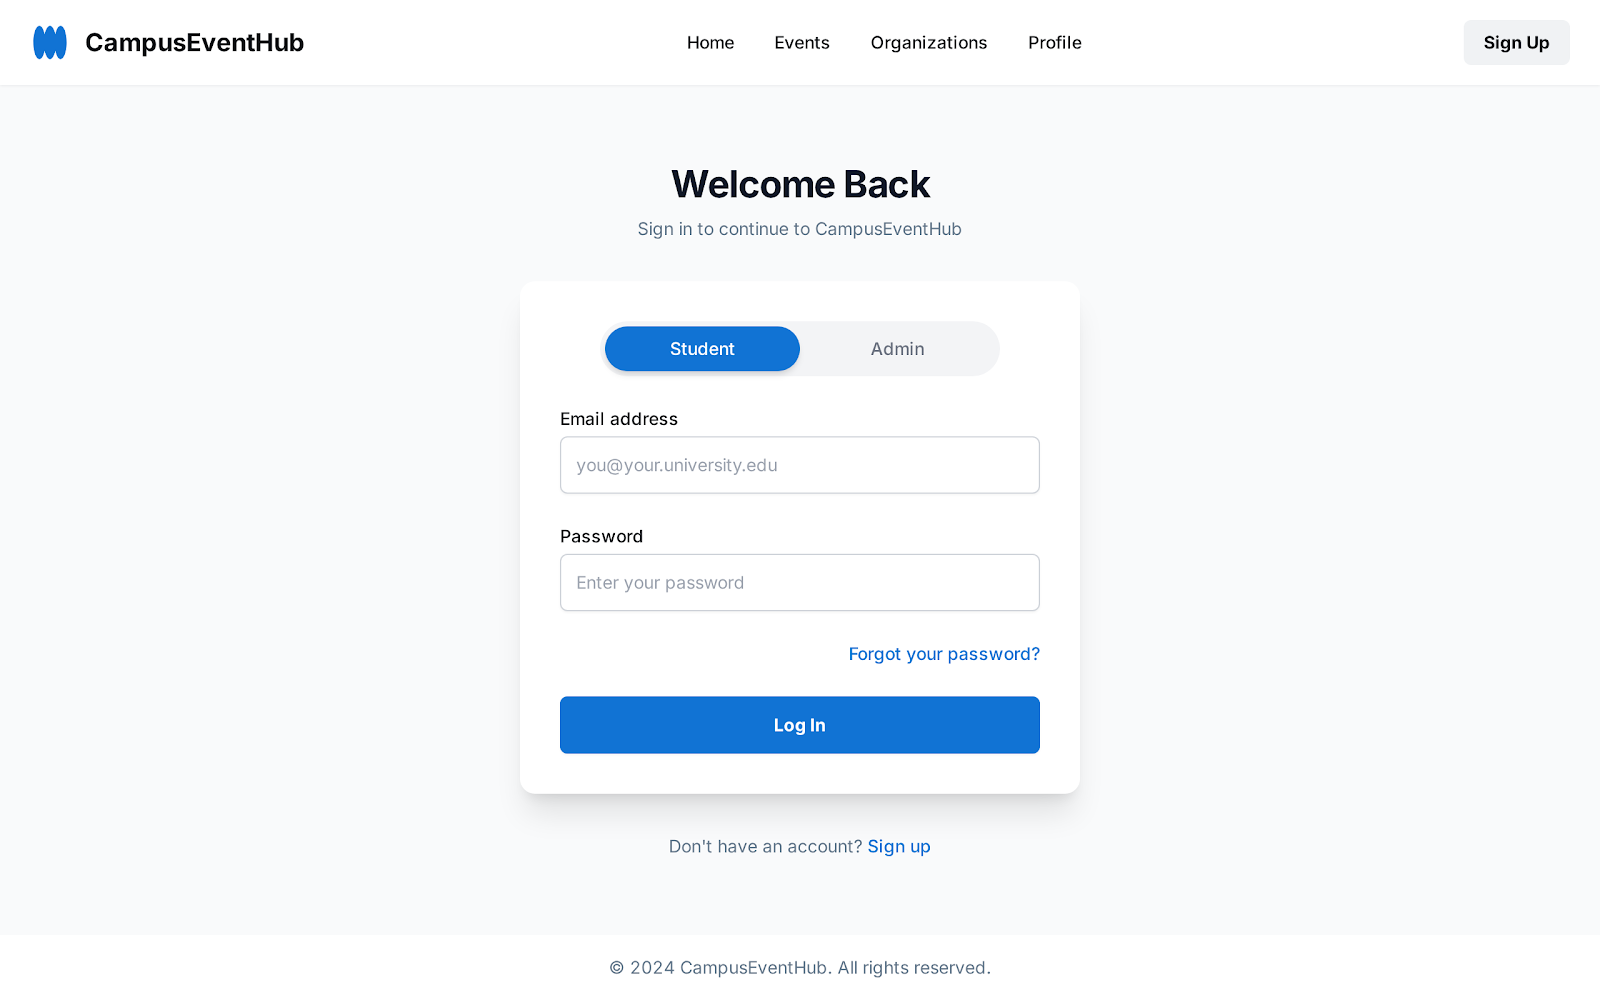 CampusEventHub
Home Events Organizations Profile
Sign Up
Welcome Back
Sign in to continue to CampusEventHub
Student Admin
Email address
you@your.university.edu
Password
Enter your password
Forgot your password?
Log In
Don't have an account? Sign up
© 2024 CampusEventHub. All rights reserved.